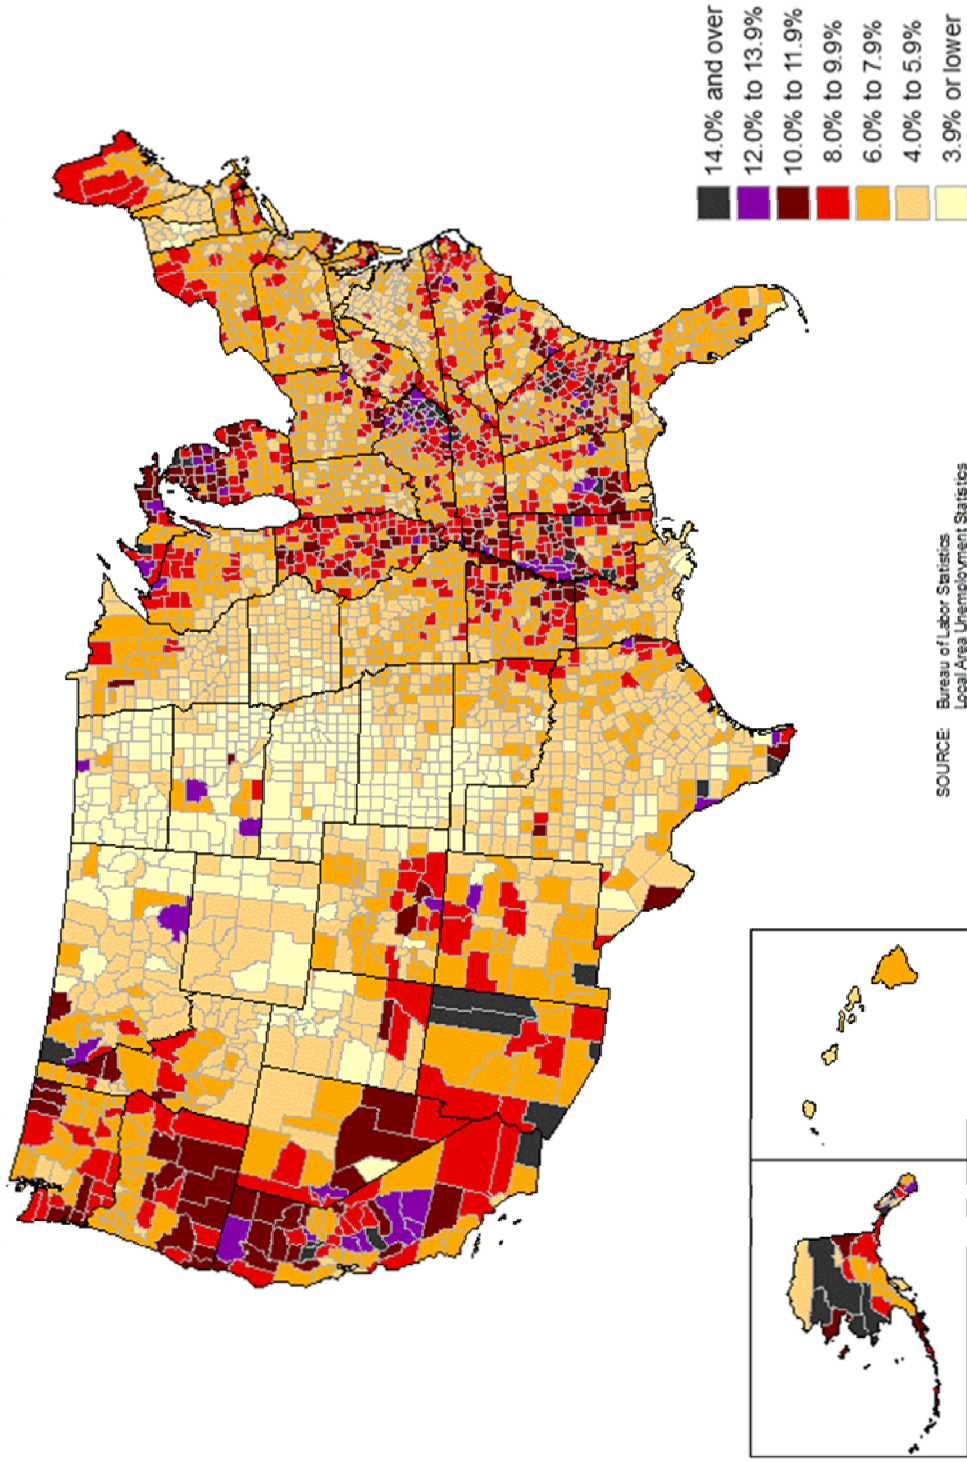 14.0% and over
12.0% to 13.9%
10.0% to 11.9%
8.0% to 9.9%
6.0% to 7.9%
4.0% to 5.9%
3.9% or lower
SOURCE: Bureau of Labor Statistics
Local Area Unemployment Statistics